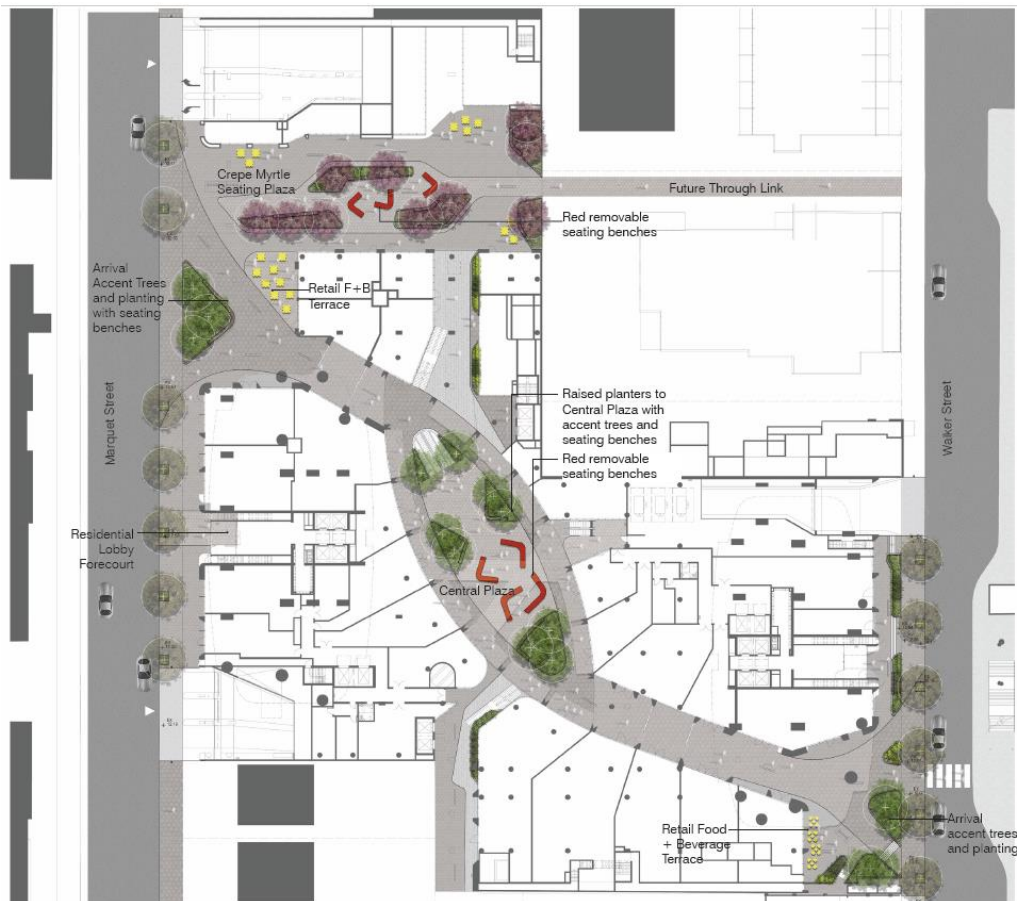 Crepe Myrtle
Seating Plaza
Future Through Link
Red removable
seating benches
Arrival
Accent Trees
and planting
with seating
benches
Retail F+B
Terrace
Marquet Street
Walker Street
Raised planters to
Central Plaza with
accent trees and
seating benches
Red removable
seating benches
Residential
Lobby
Forecourt
Central Plaza
Retail Food
+ Beverage
Terrace
Arrival
accent trees
and planting